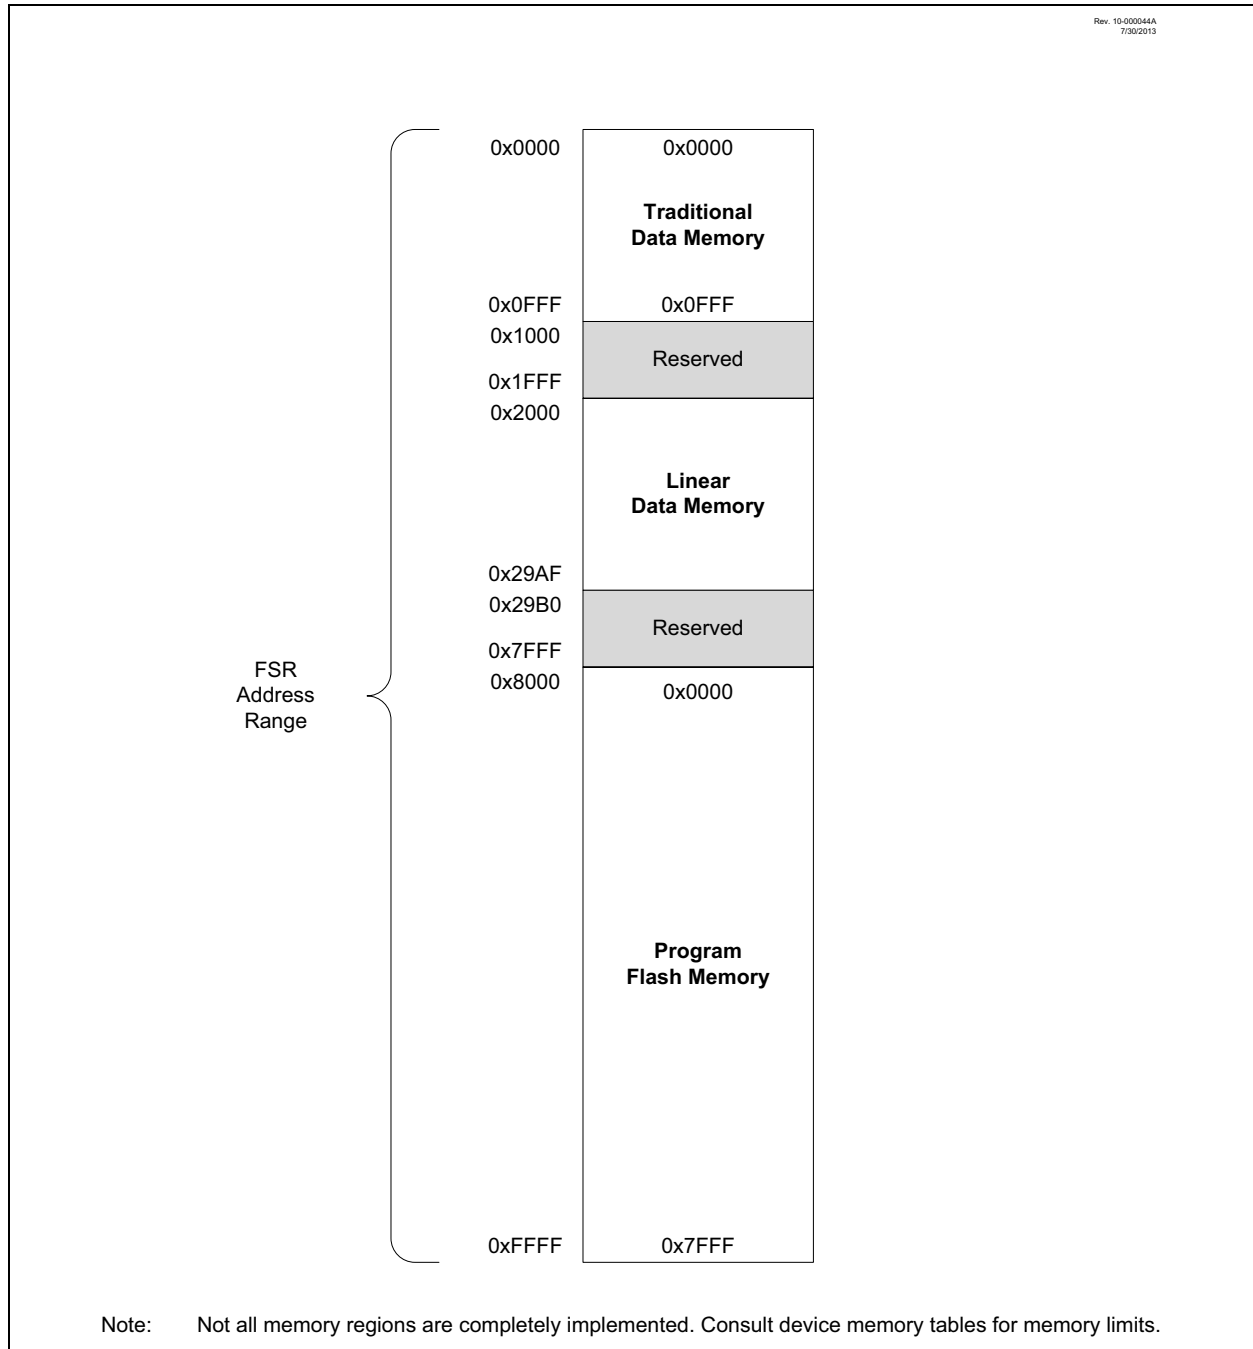 Rev. 10-000044A
7/30/2013
0x0000 0x0000
Traditional
Data Memory
0x0FFF 0x0FFF
0x1000
Reserved
0x1FFF
0x2000
Linear
Data Memory
0x29AF
0x29B0
Reserved
0x7FFF
FSR
Address
Range
0x8000 0x0000
Program
Flash Memory
0xFFFF 0x7FFF
Note: Not all memory regions are completely implemented. Consult device memory tables for memory limits.